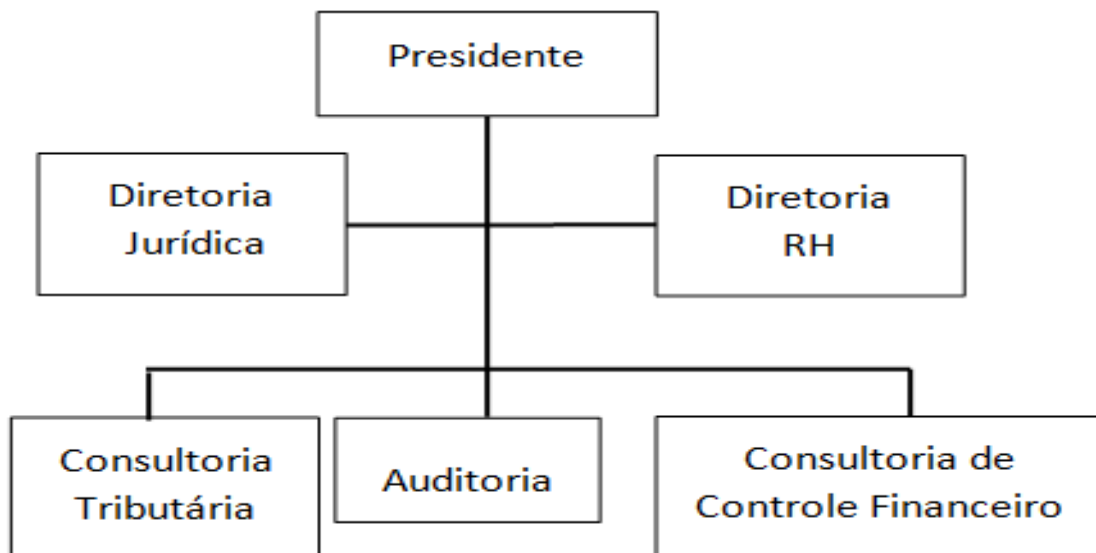 Presidente
Diretoria
Jurídica
Diretoria
RH
Consultoria
Tributária
Auditoria
Consultoria de
Controle Financeiro